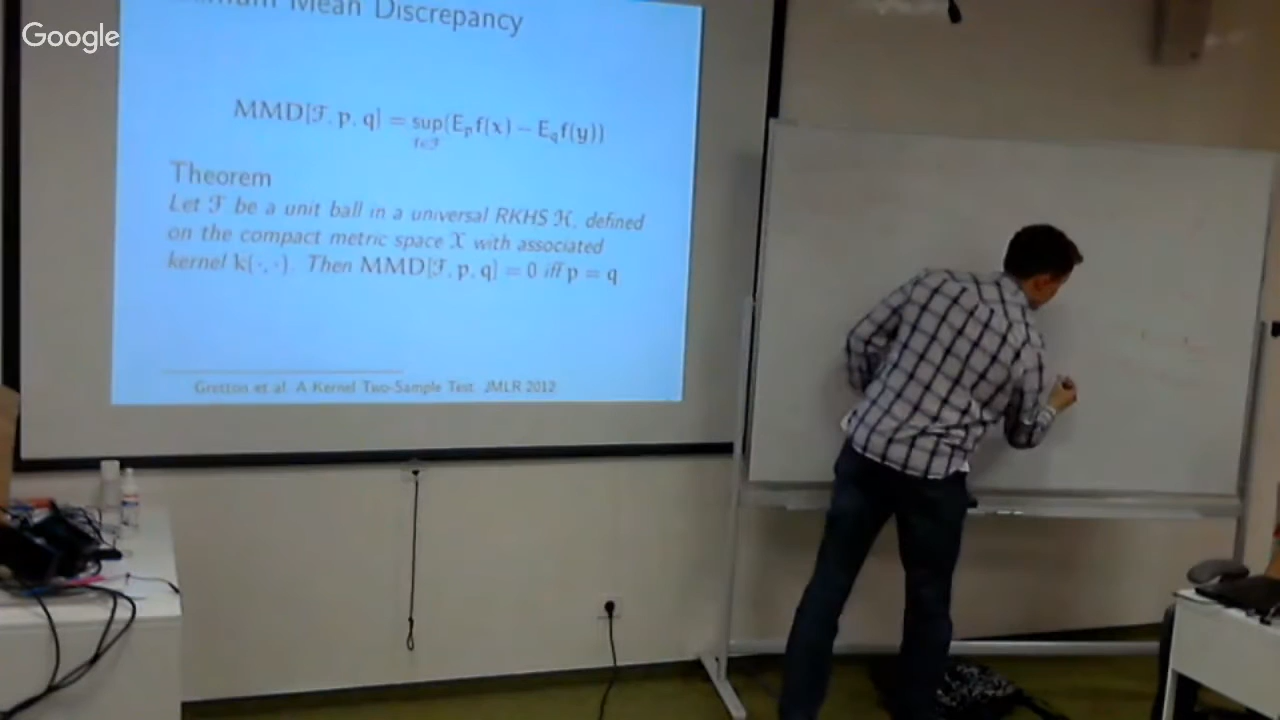 Google
Mean Discrepancy
MMD[ℱ, p, q] = sup(E_p f(x) − E_q f(y))
f∈ℱ
Theorem
Let ℱ be a unit ball in a universal RKHS ℋ, defined
on the compact metric space 𝒳 with associated
kernel k(·, ·). Then MMD[ℱ, p, q] = 0 iff p = q
Gretton et al. A Kernel Two-Sample Test. JMLR 2012